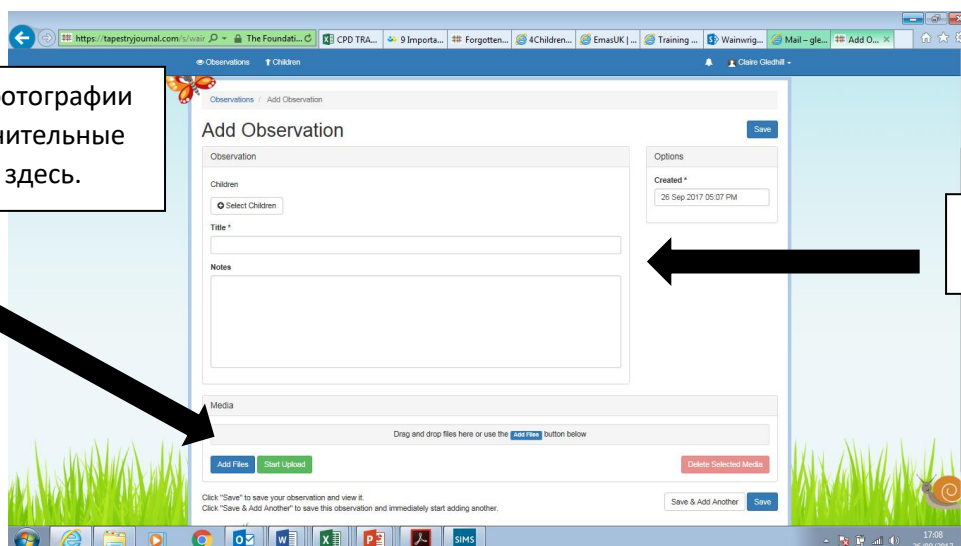 https://tapestryjournal.com/s/wair
The Foundati...
CPD TRA...
9 Importa...
Forgotten...
4Children...
EmasUK | ...
Training ...
Wainwrig...
Mail – gle...
Add O...
Observations
Children
Claire Gledhill
Observations / Add Observation
здесь.
Add Observation
Save
Observation
Options
Children
Created *
Select Children
26 Sep 2017 05:07 PM
Title *
Notes
Media
Drag and drop files here or use the Add Files button below
Add Files
Start Upload
Delete Selected Media
Click "Save" to save your observation and view it.
Click "Save & Add Another" to save this observation and immediately start adding another.
Save & Add Another
Save
SIMS
17:08
26/09/2017